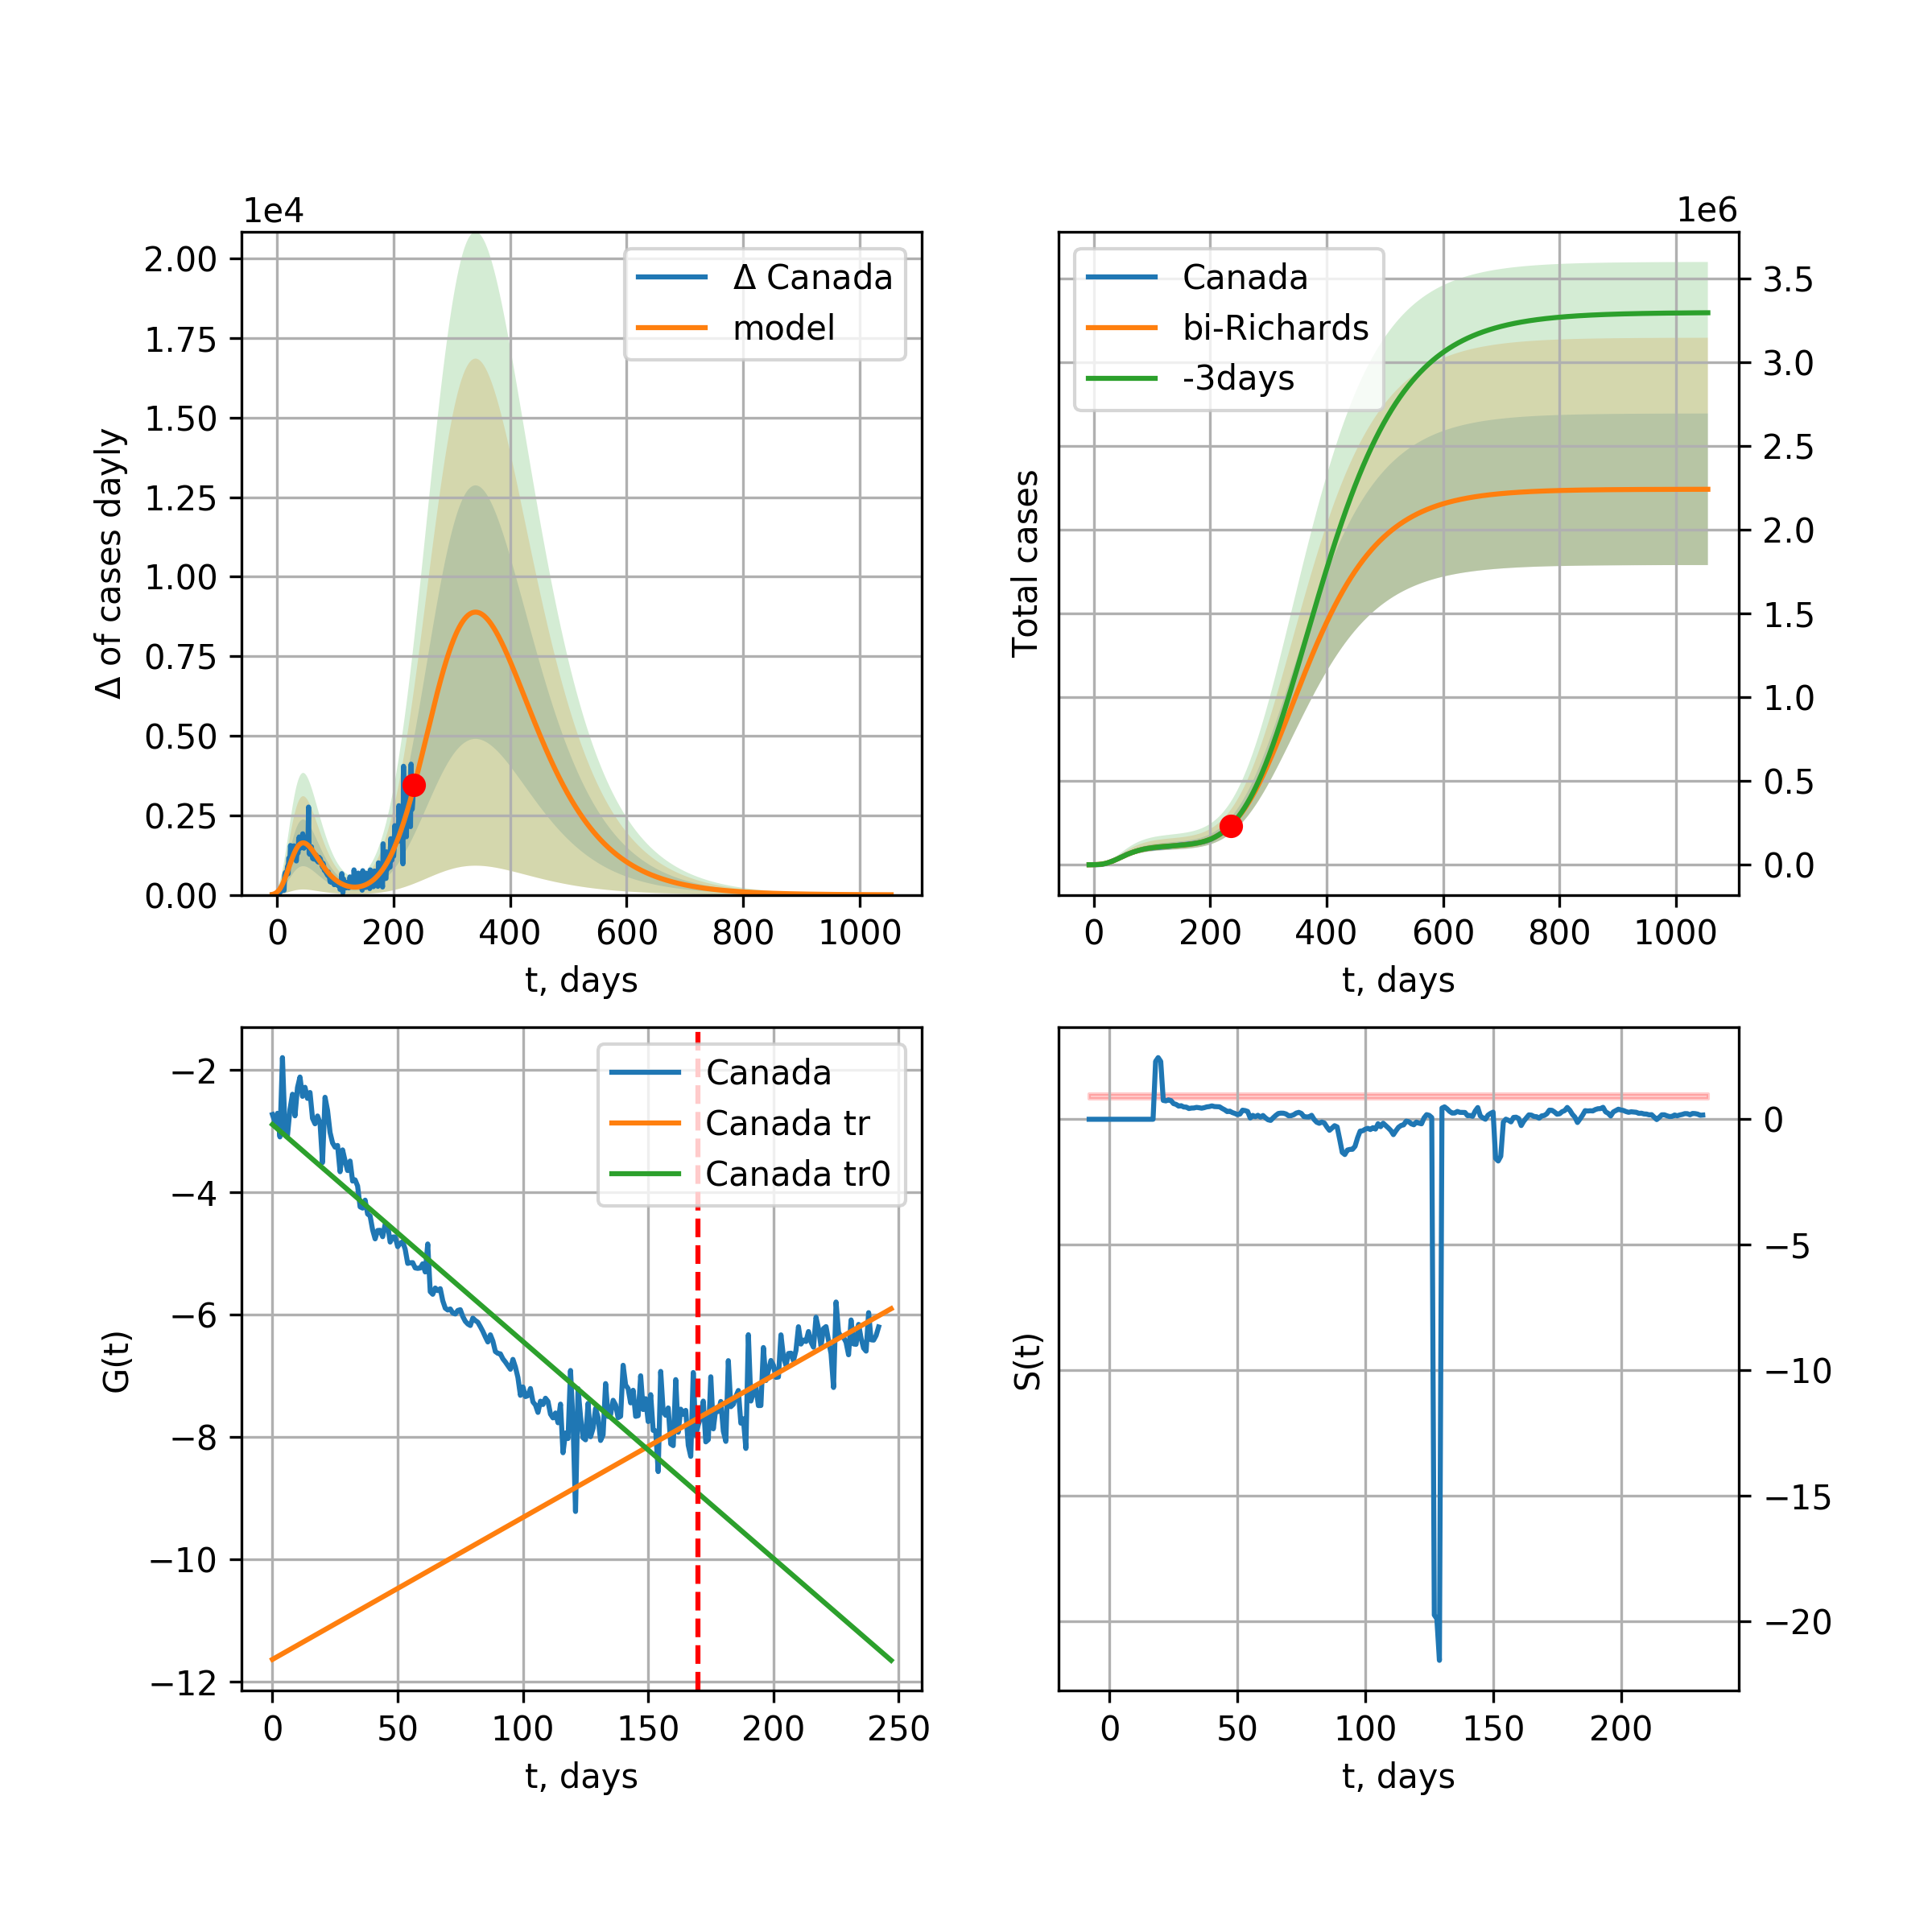 1e4
Δ of cases dayly
2.00
1.75
1.50
1.25
1.00
0.75
0.50
0.25
0.00
Δ Canada
model
0 200 400 600 800 1000
t, days
1e6
Total cases
Canada
bi-Richards
-3days
3.5
3.0
2.5
2.0
1.5
1.0
0.5
0.0
0 200 400 600 800 1000
t, days
G(t)
−2
−4
−6
−8
−10
−12
Canada
Canada tr
Canada tr0
0 50 100 150 200 250
t, days
S(t)
0
−5
−10
−15
−20
0 50 100 150 200
t, days